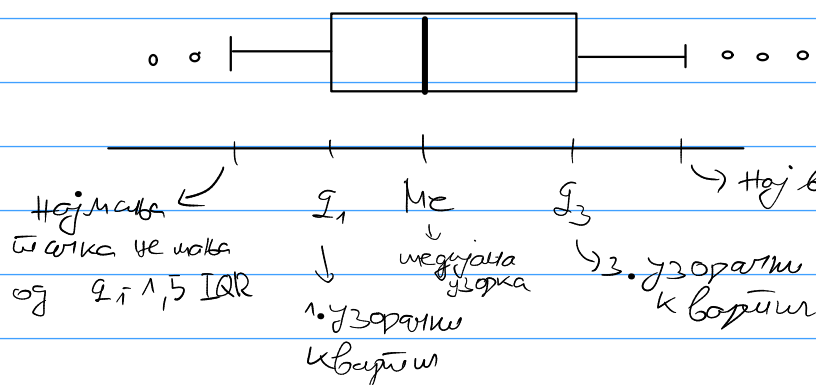 најмања
тачка не мања
од q₁-1,5 IQR
q₁
1. узорачки
квартил
Me
медијана
узорка
q₃
3. узорачки
квартил
Нај